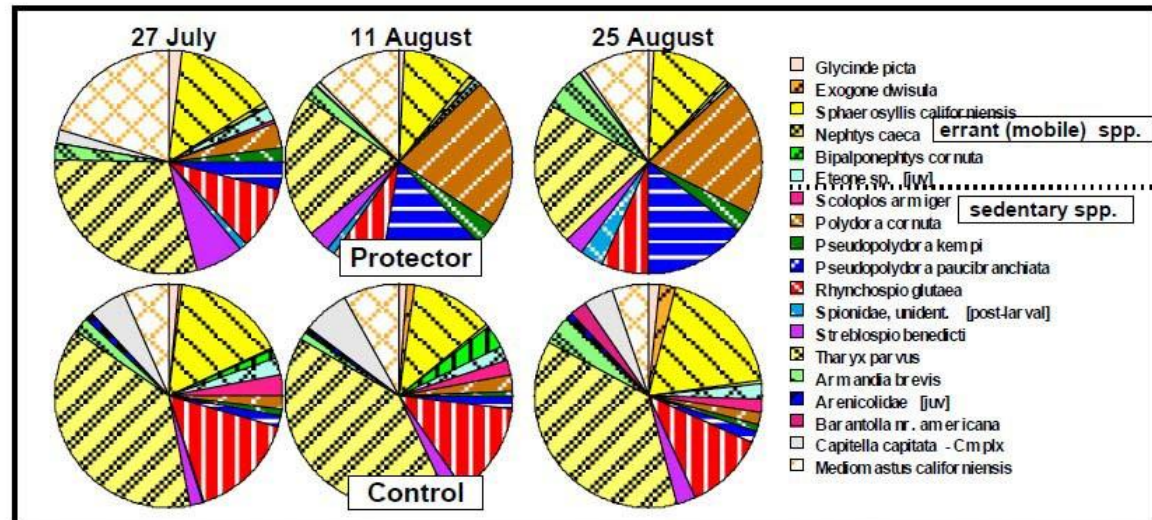 27 July
11 August
25 August
Glycinde picta
Exogone dwisula
Sphaerosyllis californiensis
Nephtys caeca
errant (mobile) spp.
Bipalponephtys cornuta
Eteone sp. [juv]
Scoloplos armiger
sedentary spp.
Polydora cornuta
Pseudopolydora kempi
Pseudopolydora paucibranchiata
Rhynchospio glutaea
Spionidae, unident. [post-larval]
Streblospio benedicti
Tharyx parvus
Armandia brevis
Arenicolidae [juv]
Barantolla nr. americana
Capitella capitata - Cmplx
Mediomastus californiensis
Protector
Control